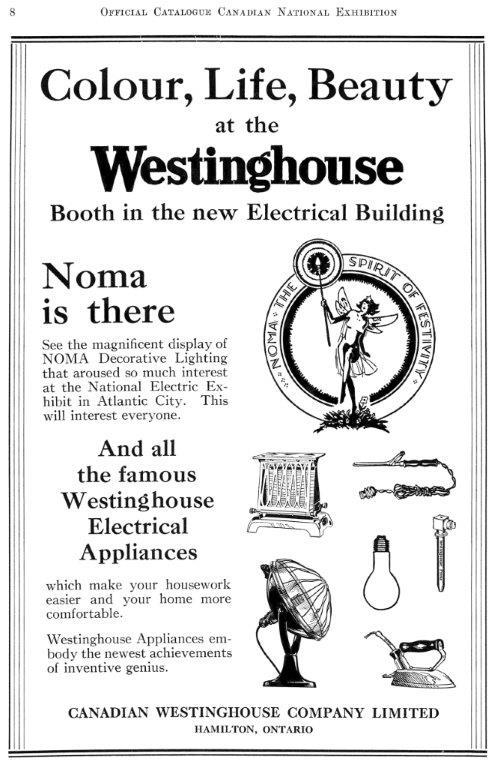 8 OFFICIAL CATALOGUE CANADIAN NATIONAL EXHIBITION
Colour, Life, Beauty
at the
Westinghouse
Booth in the new Electrical Building
Noma
is there
See the magnificent display of
NOMA Decorative Lighting
that aroused so much interest
at the National Electric Ex-
hibit in Atlantic City. This
will interest everyone.
NOMA · THE SPIRIT OF FESTIVITY
And all
the famous
Westinghouse
Electrical
Appliances
which make your housework
easier and your home more
comfortable.
Westinghouse Appliances em-
body the newest achievements
of inventive genius.
CANADIAN WESTINGHOUSE COMPANY LIMITED
HAMILTON, ONTARIO